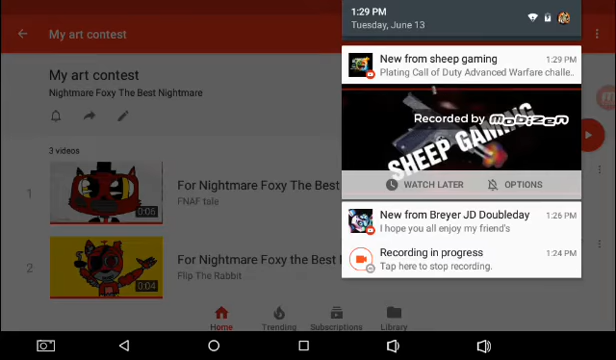 1:29 PM
Tuesday, June 13
My art contest
New from sheep gaming 1:29 PM
Plating Call of Duty Advanced Warfare challe..
My art contest
Nightmare Foxy The Best Nightmare
Recorded by mobizen
SHEEP GAMING
WATCH LATER OPTIONS
3 videos
1 For Nightmare Foxy The Best
FNAF tale
0:06
New from Breyer JD Doubleday 1:26 PM
I hope you all enjoy my friend's
Recording in progress 1:24 PM
Tap here to stop recording.
2 For Nightmare Foxy the Best
Flip The Rabbit
0:04
Home Trending Subscriptions Library